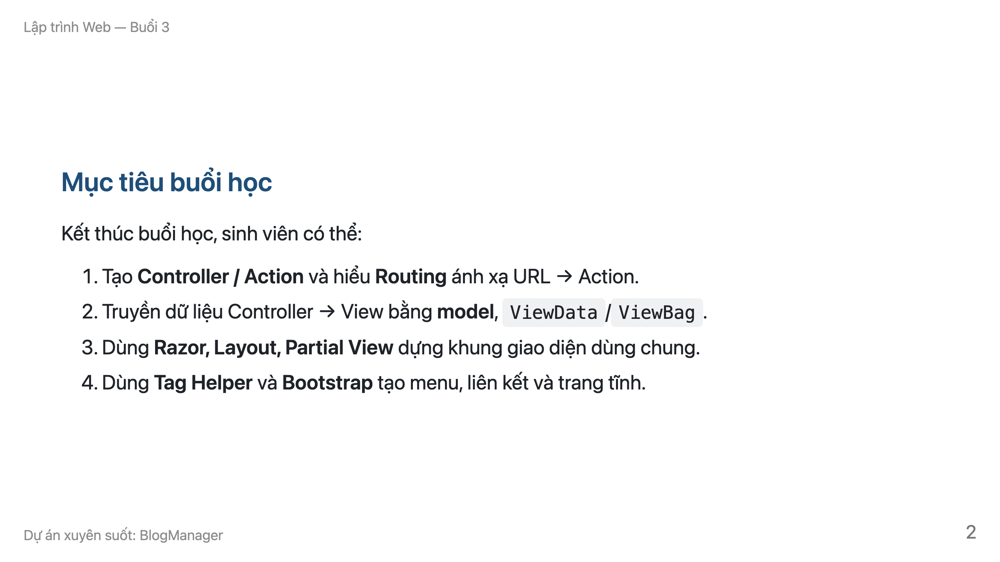 Lập trình Web — Buổi 3
Mục tiêu buổi học
Kết thúc buổi học, sinh viên có thể:
1. Tạo Controller / Action và hiểu Routing ánh xạ URL → Action.
2. Truyền dữ liệu Controller → View bằng model, ViewData / ViewBag.
3. Dùng Razor, Layout, Partial View dựng khung giao diện dùng chung.
4. Dùng Tag Helper và Bootstrap tạo menu, liên kết và trang tĩnh.
Dự án xuyên suốt: BlogManager
2